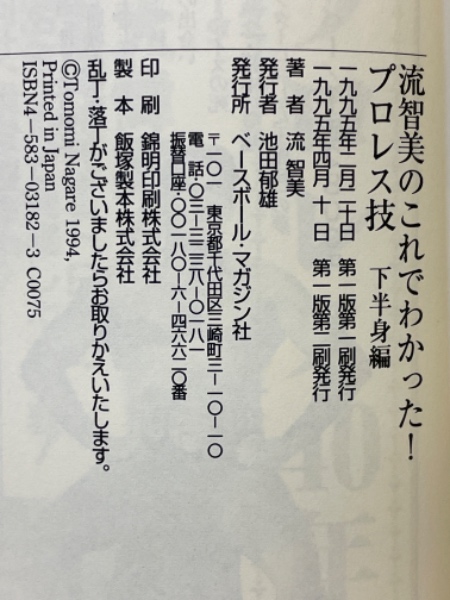 流智美のこれでわかった!
プロレス技 下半身編
一九九五年二月二十日 第一版第一刷発行
一九九五年四月 十日 第一版第二刷発行
著者 流 智美
発行者 池田郁雄
発行所 ベースボール・マガジン社
〒一〇一 東京都千代田区三崎町三-一〇-一〇
電 話・〇三-三二三八-〇一八一
振替口座・〇〇一八〇-六-四六六二〇番
印 刷 錦明印刷株式会社
製 本 飯塚製本株式会社
乱丁・落丁がございましたらお取りかえいたします。
©Tomomi Nagare 1994,
Printed in Japan
ISBN4-583-03182-3 C0075